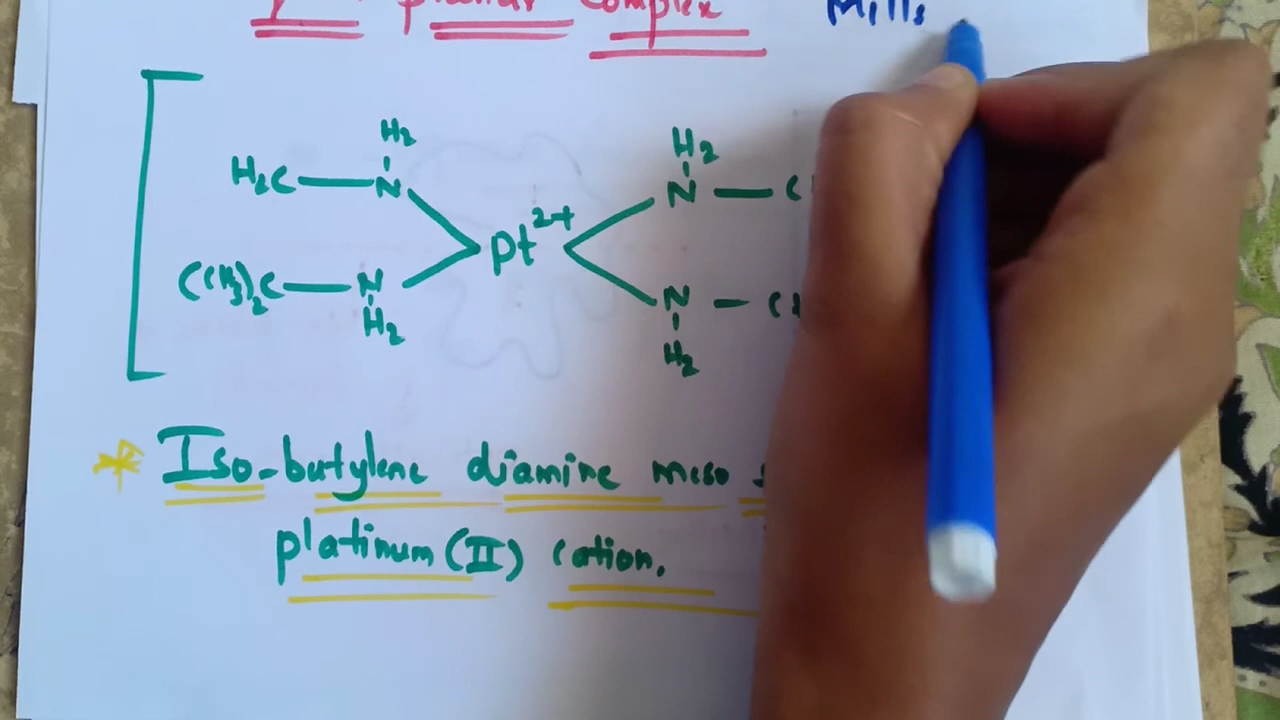 planar complex Mills
H2 H2
H2C — N N — C
Pt2+
(CH3)2C — N N — C
H2 H2
Iso-butylene diamine meso
platinum (II) cation.